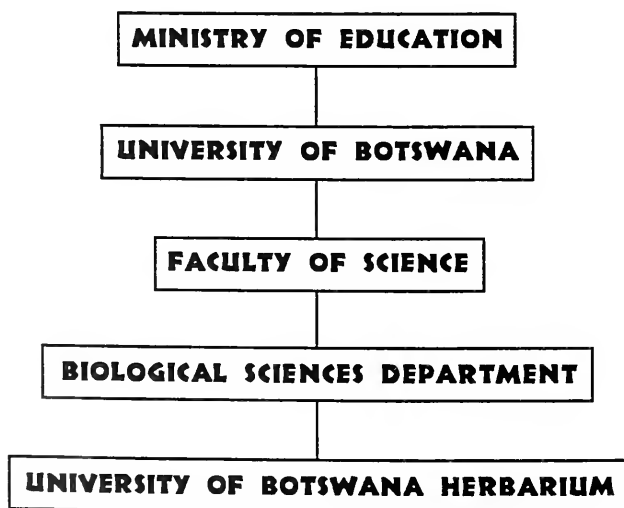 MINISTRY OF EDUCATION
UNIVERSITY OF BOTSWANA
FACULTY OF SCIENCE
BIOLOGICAL SCIENCES DEPARTMENT
UNIVERSITY OF BOTSWANA HERBARIUM